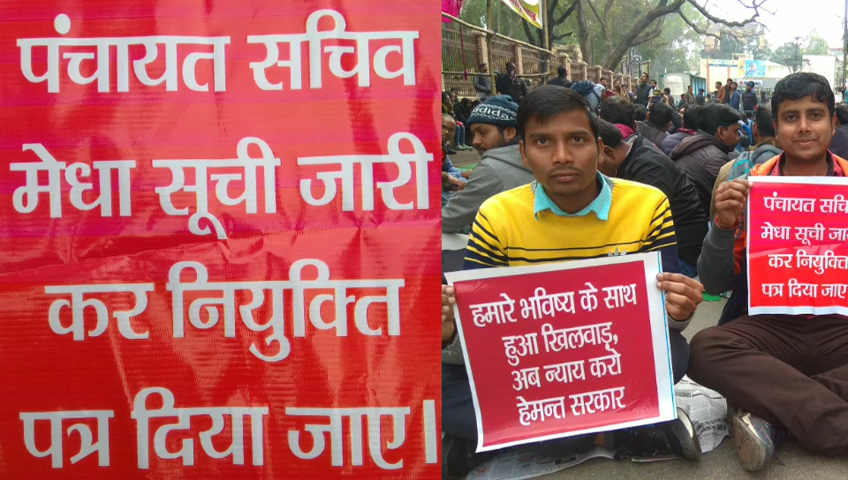 पंचायत सचिव
मेधा सूची जारी
कर नियुक्ति
पत्र दिया जाए।
हमारे भविष्य के साथ
हुआ खिलवाड़,
अब न्याय करो
हेमन्त सरकार
पंचायत सचि
मेधा सूची जा
कर नियुक्ति
पत्र दिया जाए